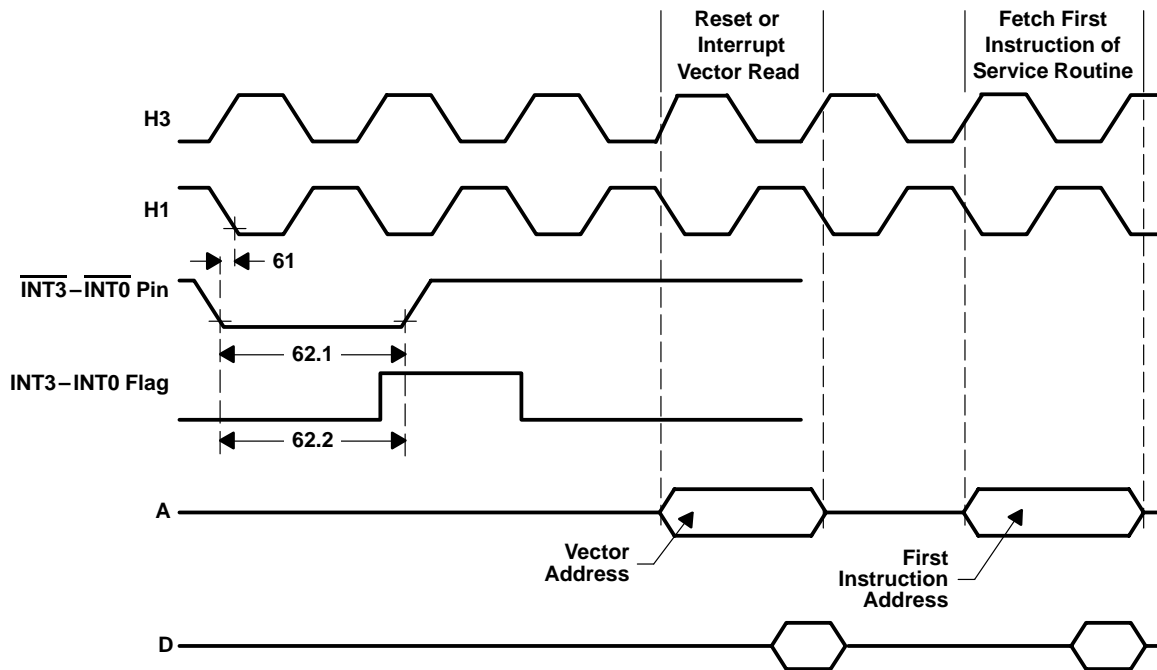 Reset or
Interrupt
Vector Read
Fetch First
Instruction of
Service Routine
H3
H1
61
INT3–INT0 Pin
62.1
INT3–INT0 Flag
62.2
A
Vector
Address
First
Instruction
Address
D